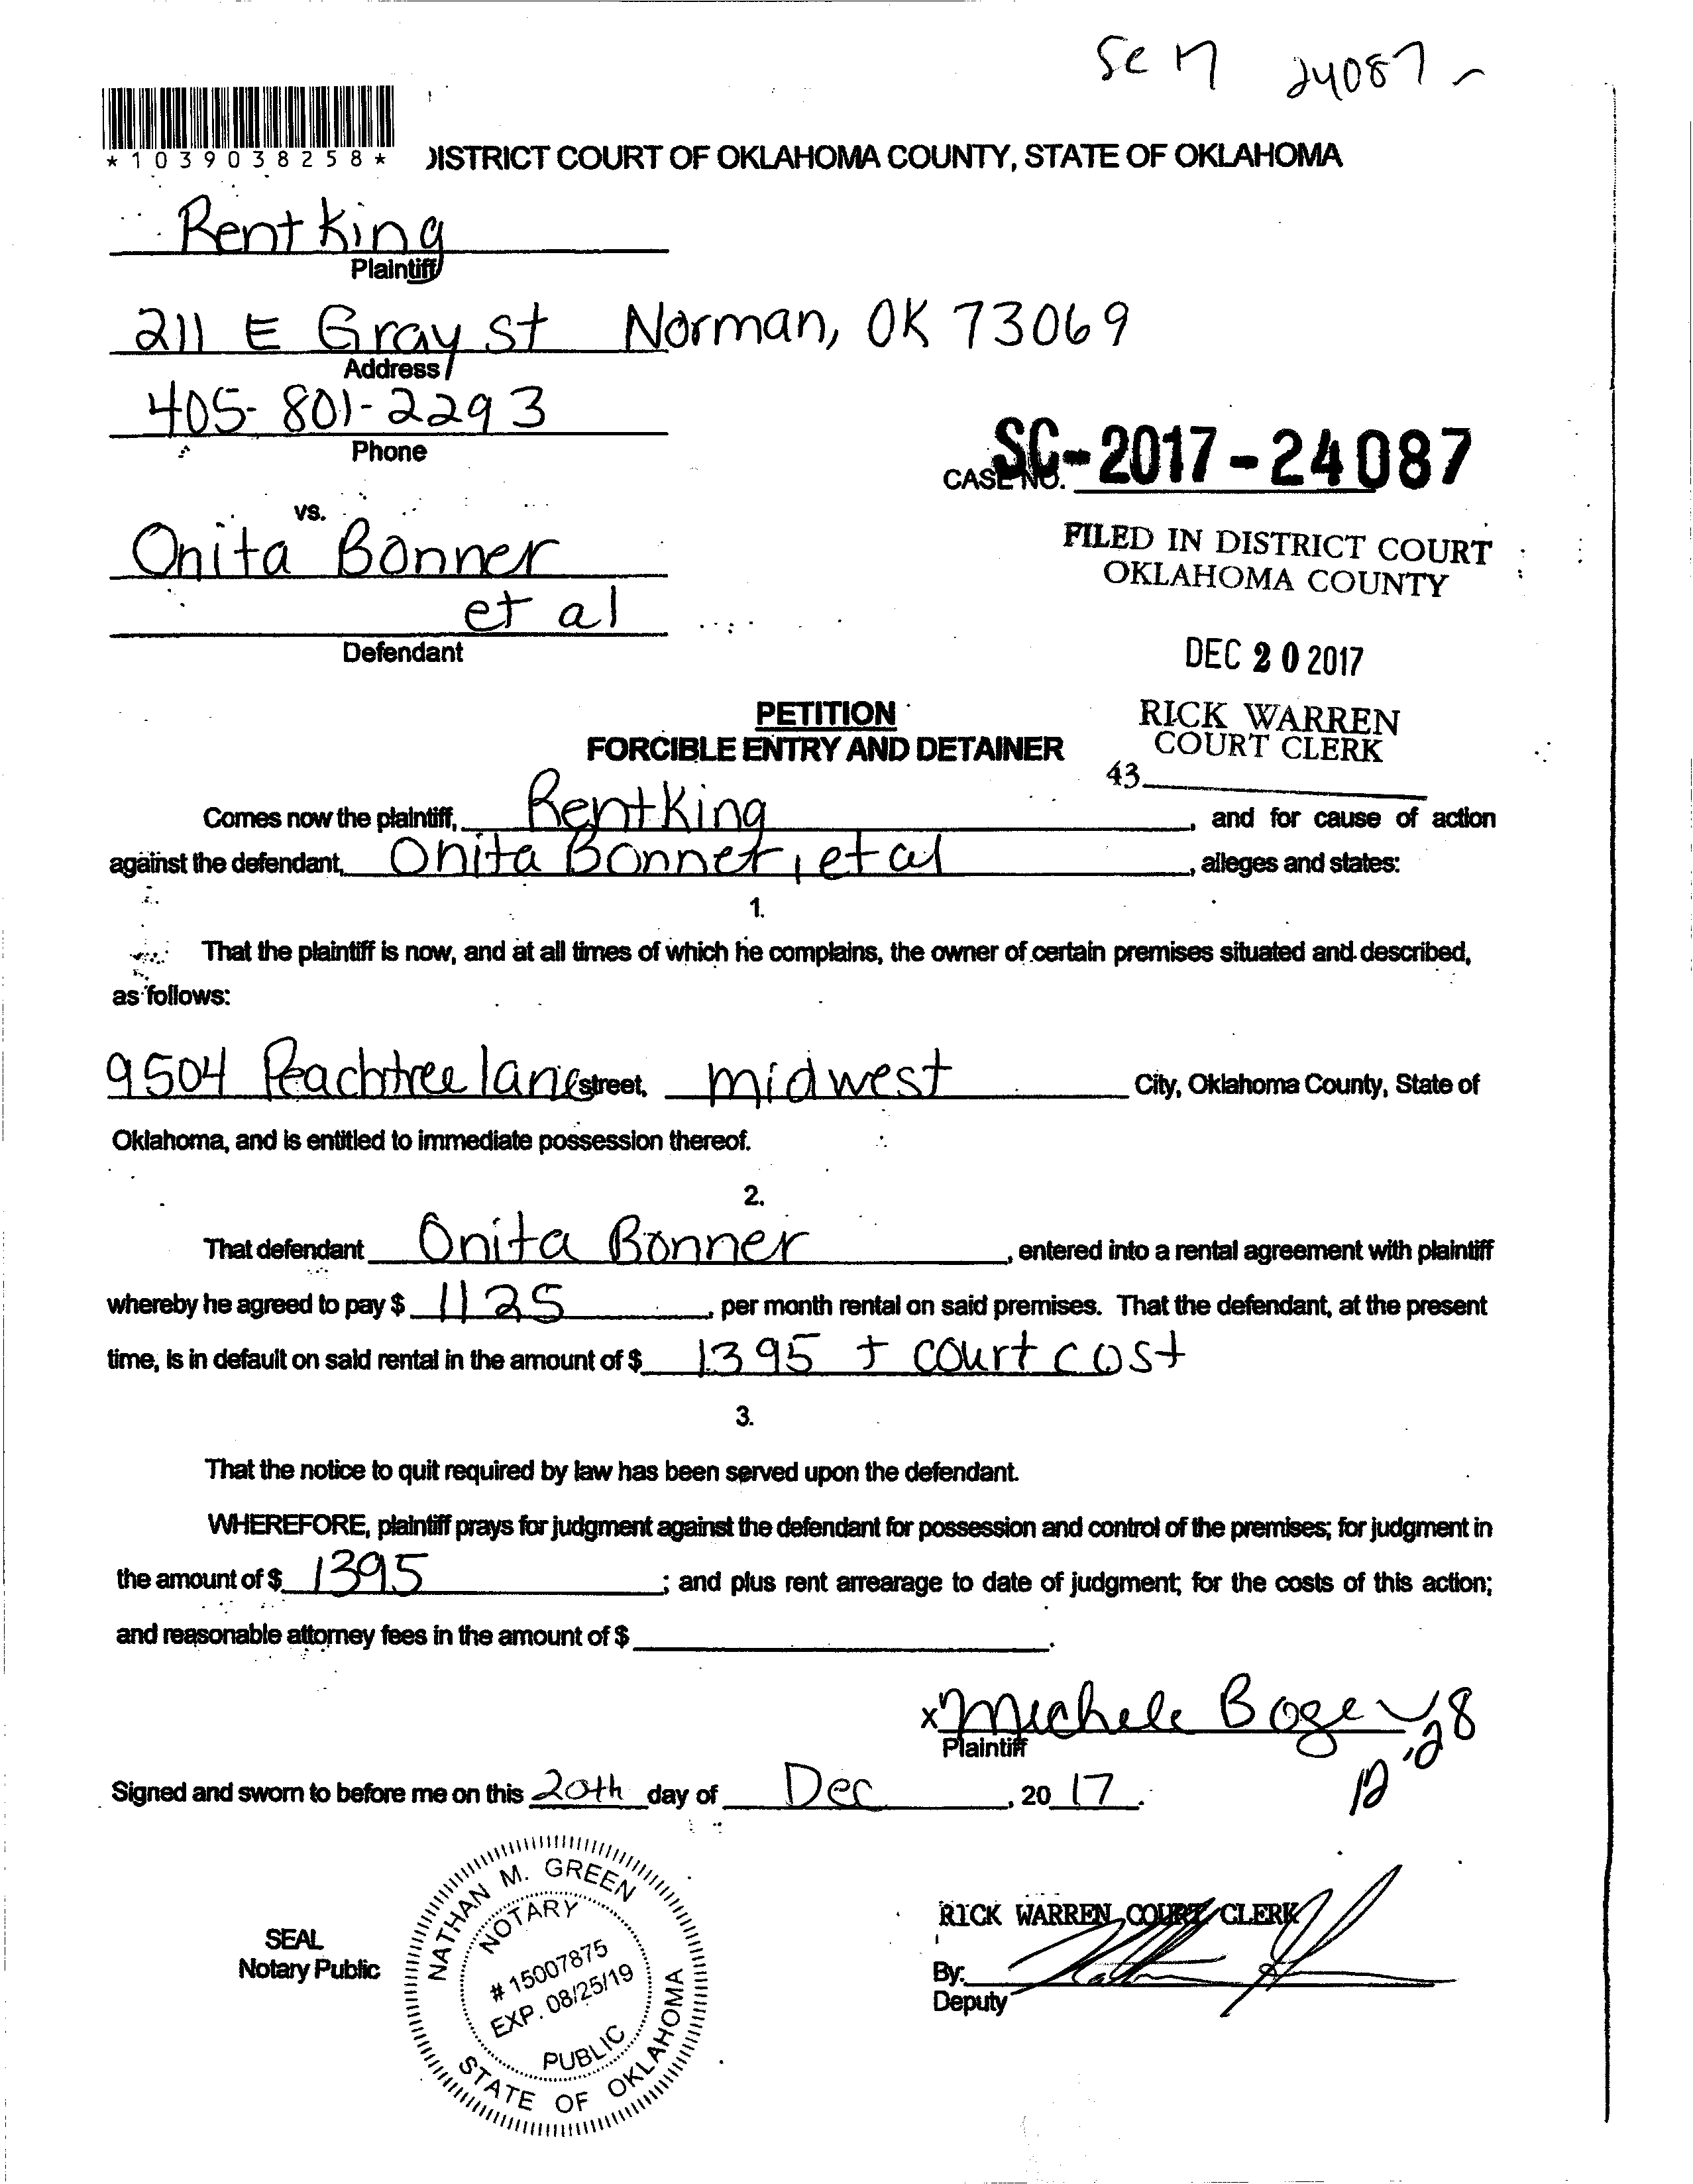 SC 17 24087
*1039038258*
DISTRICT COURT OF OKLAHOMA COUNTY, STATE OF OKLAHOMA
Rent King
Plaintiff
211 E Gray St Norman, OK 73069
Address
405-801-2293
Phone
SC-2017-24087
CASE NO.
vs.
Onita Bonner
et al
Defendant
FILED IN DISTRICT COURT
OKLAHOMA COUNTY
DEC 20 2017
RICK WARREN
COURT CLERK
43
PETITION
FORCIBLE ENTRY AND DETAINER
Comes now the plaintiff, Rent King, and for cause of action
against the defendant, Onita Bonner, et al, alleges and states:
1.
That the plaintiff is now, and at all times of which he complains, the owner of certain premises situated and described,
as follows:
9504 Peachtree lane street, midwest City, Oklahoma County, State of
Oklahoma, and is entitled to immediate possession thereof.
2.
That defendant Onita Bonner, entered into a rental agreement with plaintiff
whereby he agreed to pay $ 1125, per month rental on said premises. That the defendant, at the present
time, is in default on said rental in the amount of $ 1395 + court cost
3.
That the notice to quit required by law has been served upon the defendant.
WHEREFORE, plaintiff prays for judgment against the defendant for possession and control of the premises; for judgment in
the amount of $ 1395; and plus rent arrearage to date of judgment; for the costs of this action;
and reasonable attorney fees in the amount of $
x Michele Boge
Plaintiff
12-28
Signed and sworn to before me on this 20th day of Dec, 2017.
SEAL
Notary Public
NATHAN M. GREEN
NOTARY
# 15007875
EXP. 08/25/19
PUBLIC
STATE OF OKLAHOMA
RICK WARREN COURT CLERK
By:
Deputy